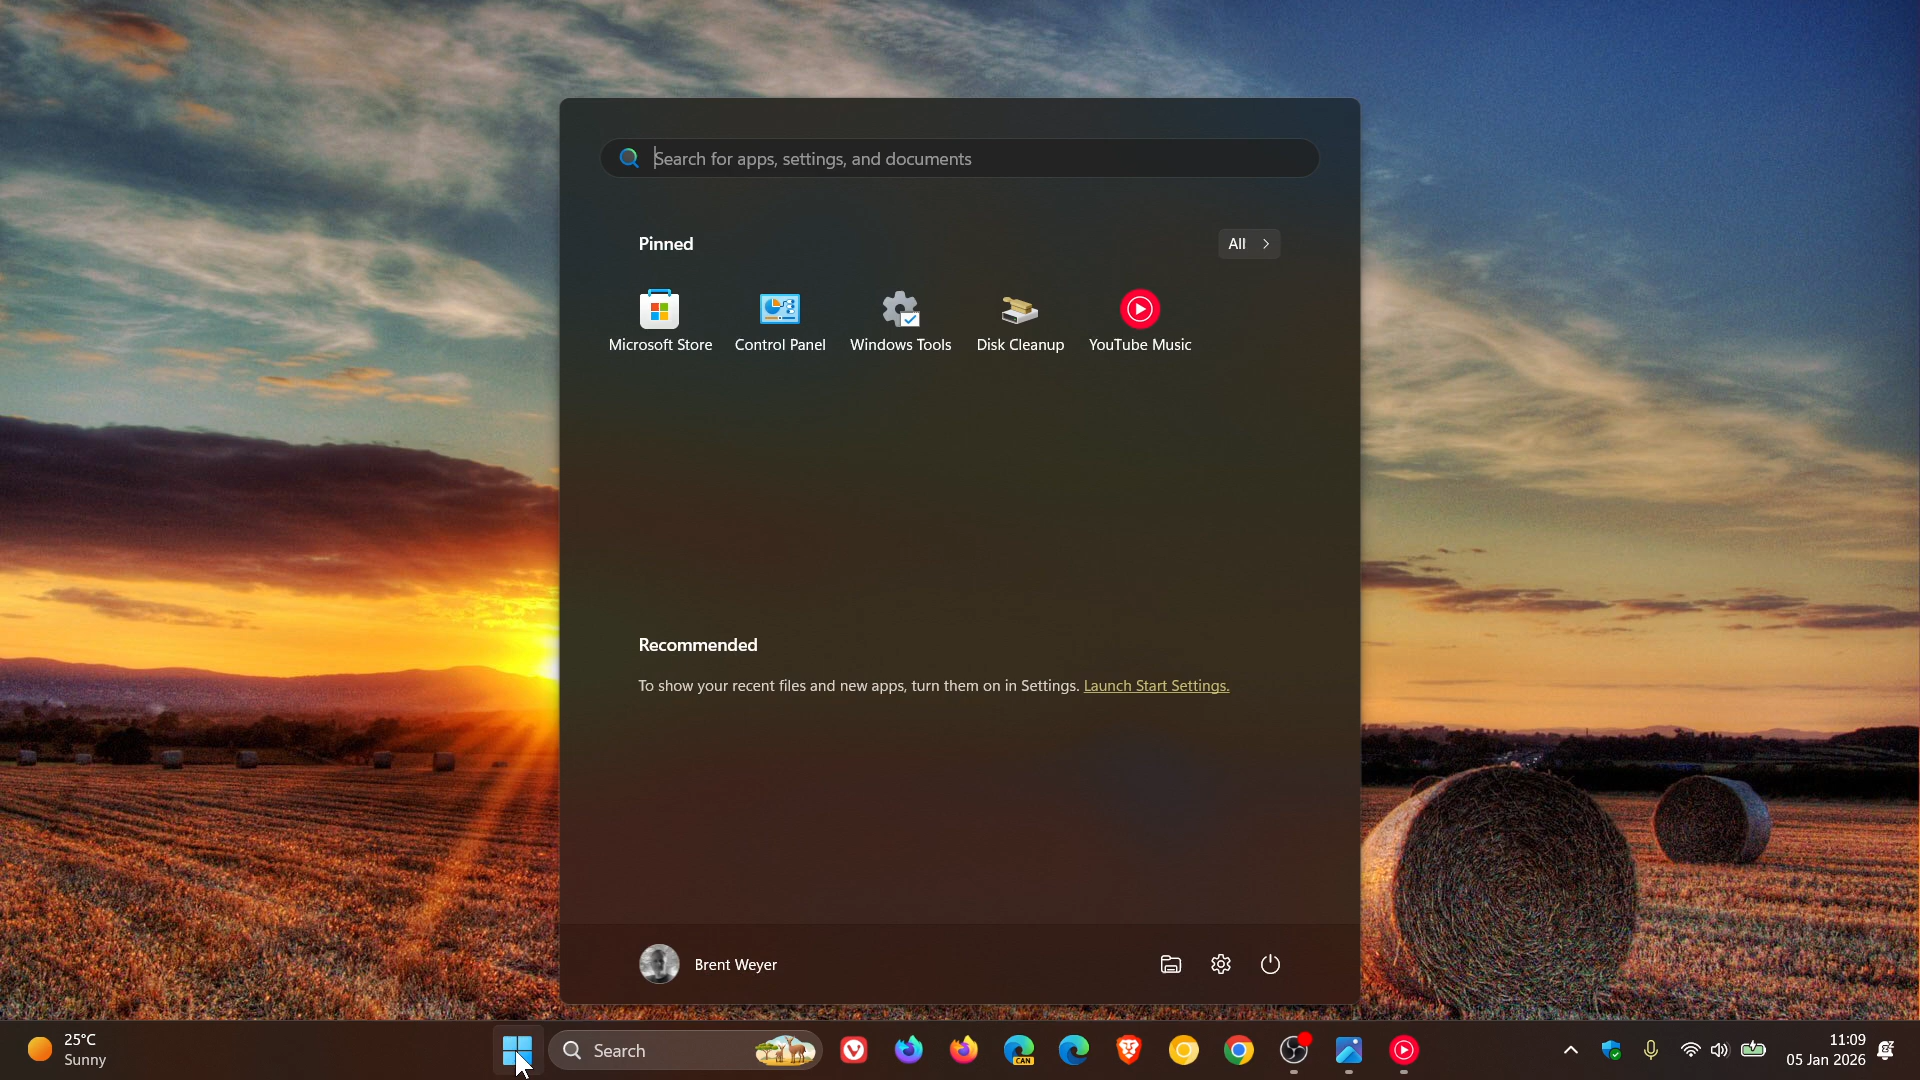 Search for apps, settings, and documents
Pinned
All
Microsoft Store
Control Panel
Windows Tools
Disk Cleanup
YouTube Music
Recommended
To show your recent files and new apps, turn them on in Settings. Launch Start Settings.
Brent Weyer
25°C
Sunny
Search
CAN
11:09
05 Jan 2026